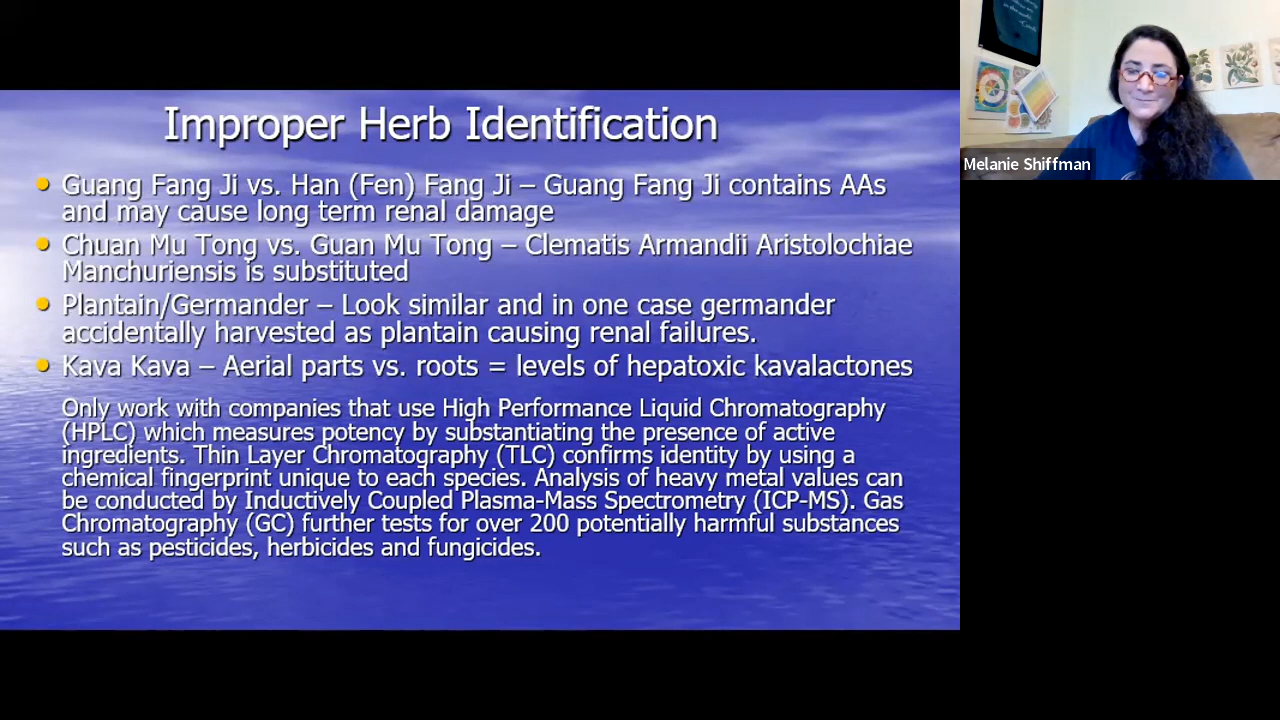 Improper Herb Identification
Guang Fang Ji vs. Han (Fen) Fang Ji – Guang Fang Ji contains AAs
and may cause long term renal damage
Chuan Mu Tong vs. Guan Mu Tong – Clematis Armandii Aristolochiae
Manchuriensis is substituted
Plantain/Germander – Look similar and in one case germander
accidentally harvested as plantain causing renal failures.
Kava Kava – Aerial parts vs. roots = levels of hepatoxic kavalactones
Only work with companies that use High Performance Liquid Chromatography
(HPLC) which measures potency by substantiating the presence of active
ingredients. Thin Layer Chromatography (TLC) confirms identity by using a
chemical fingerprint unique to each species. Analysis of heavy metal values can
be conducted by Inductively Coupled Plasma-Mass Spectrometry (ICP-MS). Gas
Chromatography (GC) further tests for over 200 potentially harmful substances
such as pesticides, herbicides and fungicides.
Melanie Shiffman